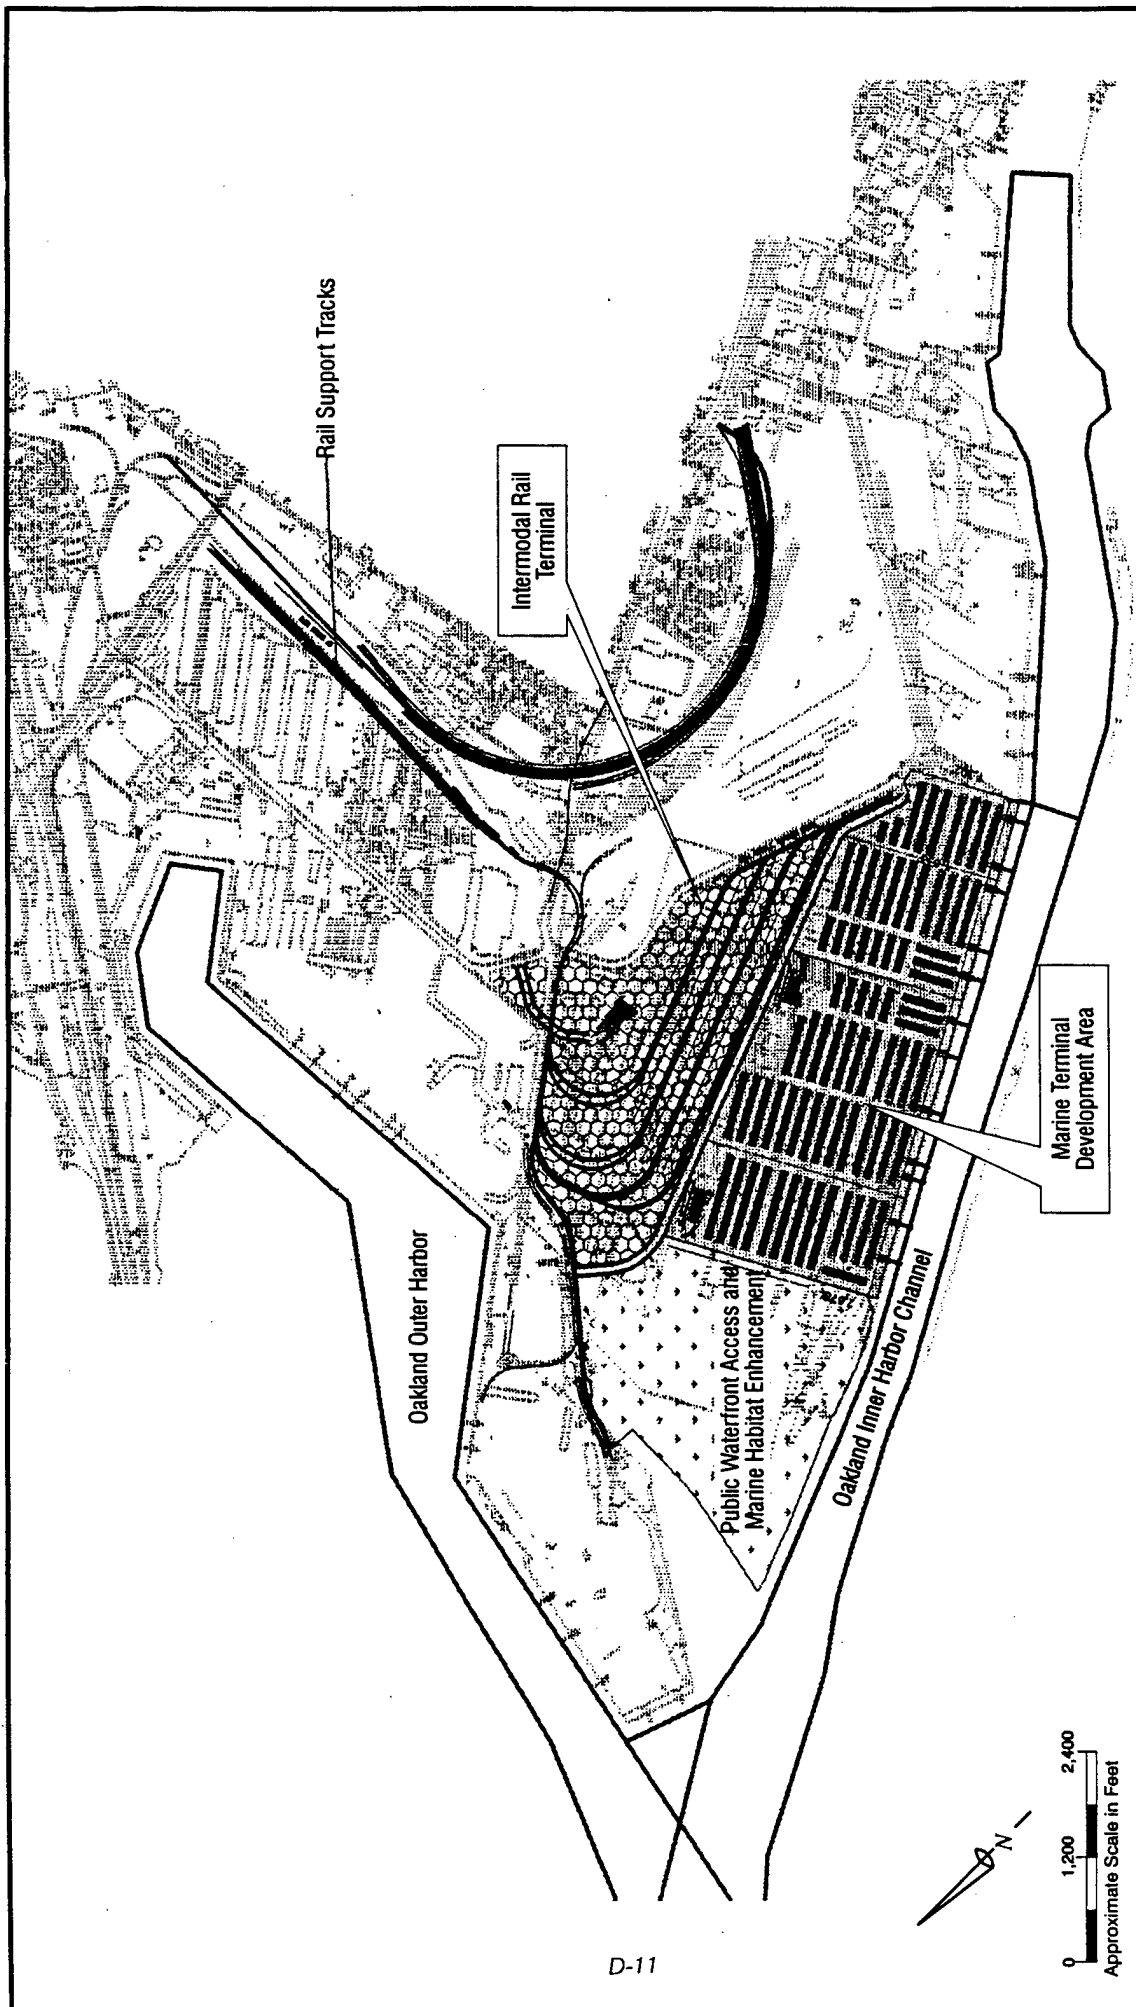 Rail Support Tracks
Intermodal Rail
Terminal
Oakland Outer Harbor
Marine Terminal
Development Area
Public Waterfront Access and
Marine Habitat Enhancement
Oakland Inner Harbor Channel
N
0
1,200
2,400
Approximate Scale in Feet
D-11